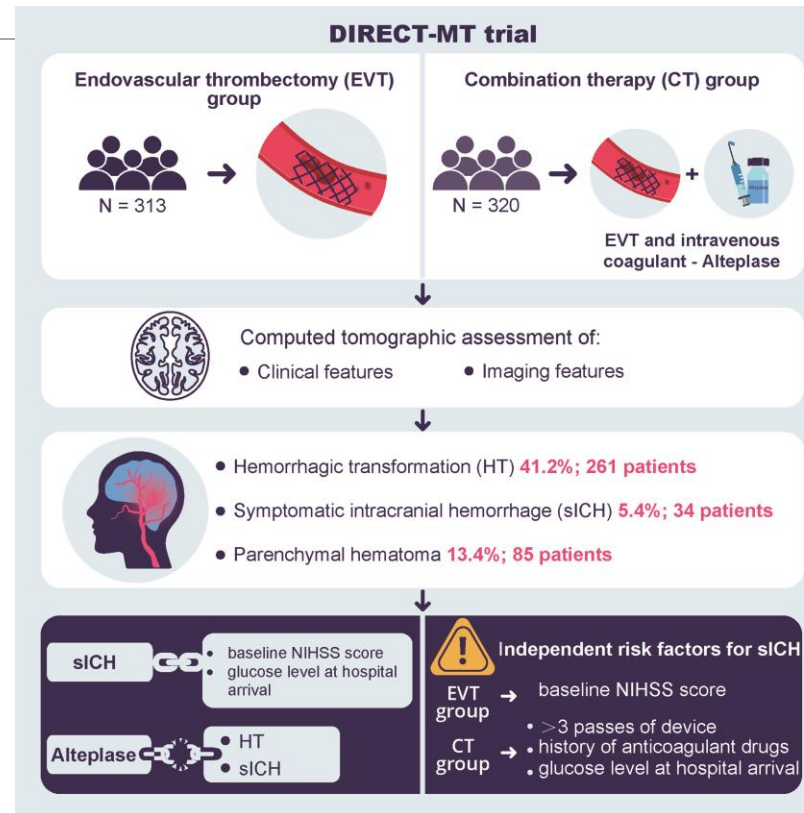 DIRECT-MT trial
Endovascular thrombectomy (EVT)
group
N = 313
Combination therapy (CT) group
N = 320
+
EVT and intravenous
coagulant - Alteplase
Computed tomographic assessment of:
• Clinical features
• Imaging features
• Hemorrhagic transformation (HT) 41.2%; 261 patients
• Symptomatic intracranial hemorrhage (sICH) 5.4%; 34 patients
• Parenchymal hematoma 13.4%; 85 patients
sICH
• baseline NIHSS score
• glucose level at hospital
arrival
Alteplase
• HT
• sICH
Independent risk factors for sICH
EVT
group
baseline NIHSS score
CT
group
• >3 passes of device
• history of anticoagulant drugs
• glucose level at hospital arrival